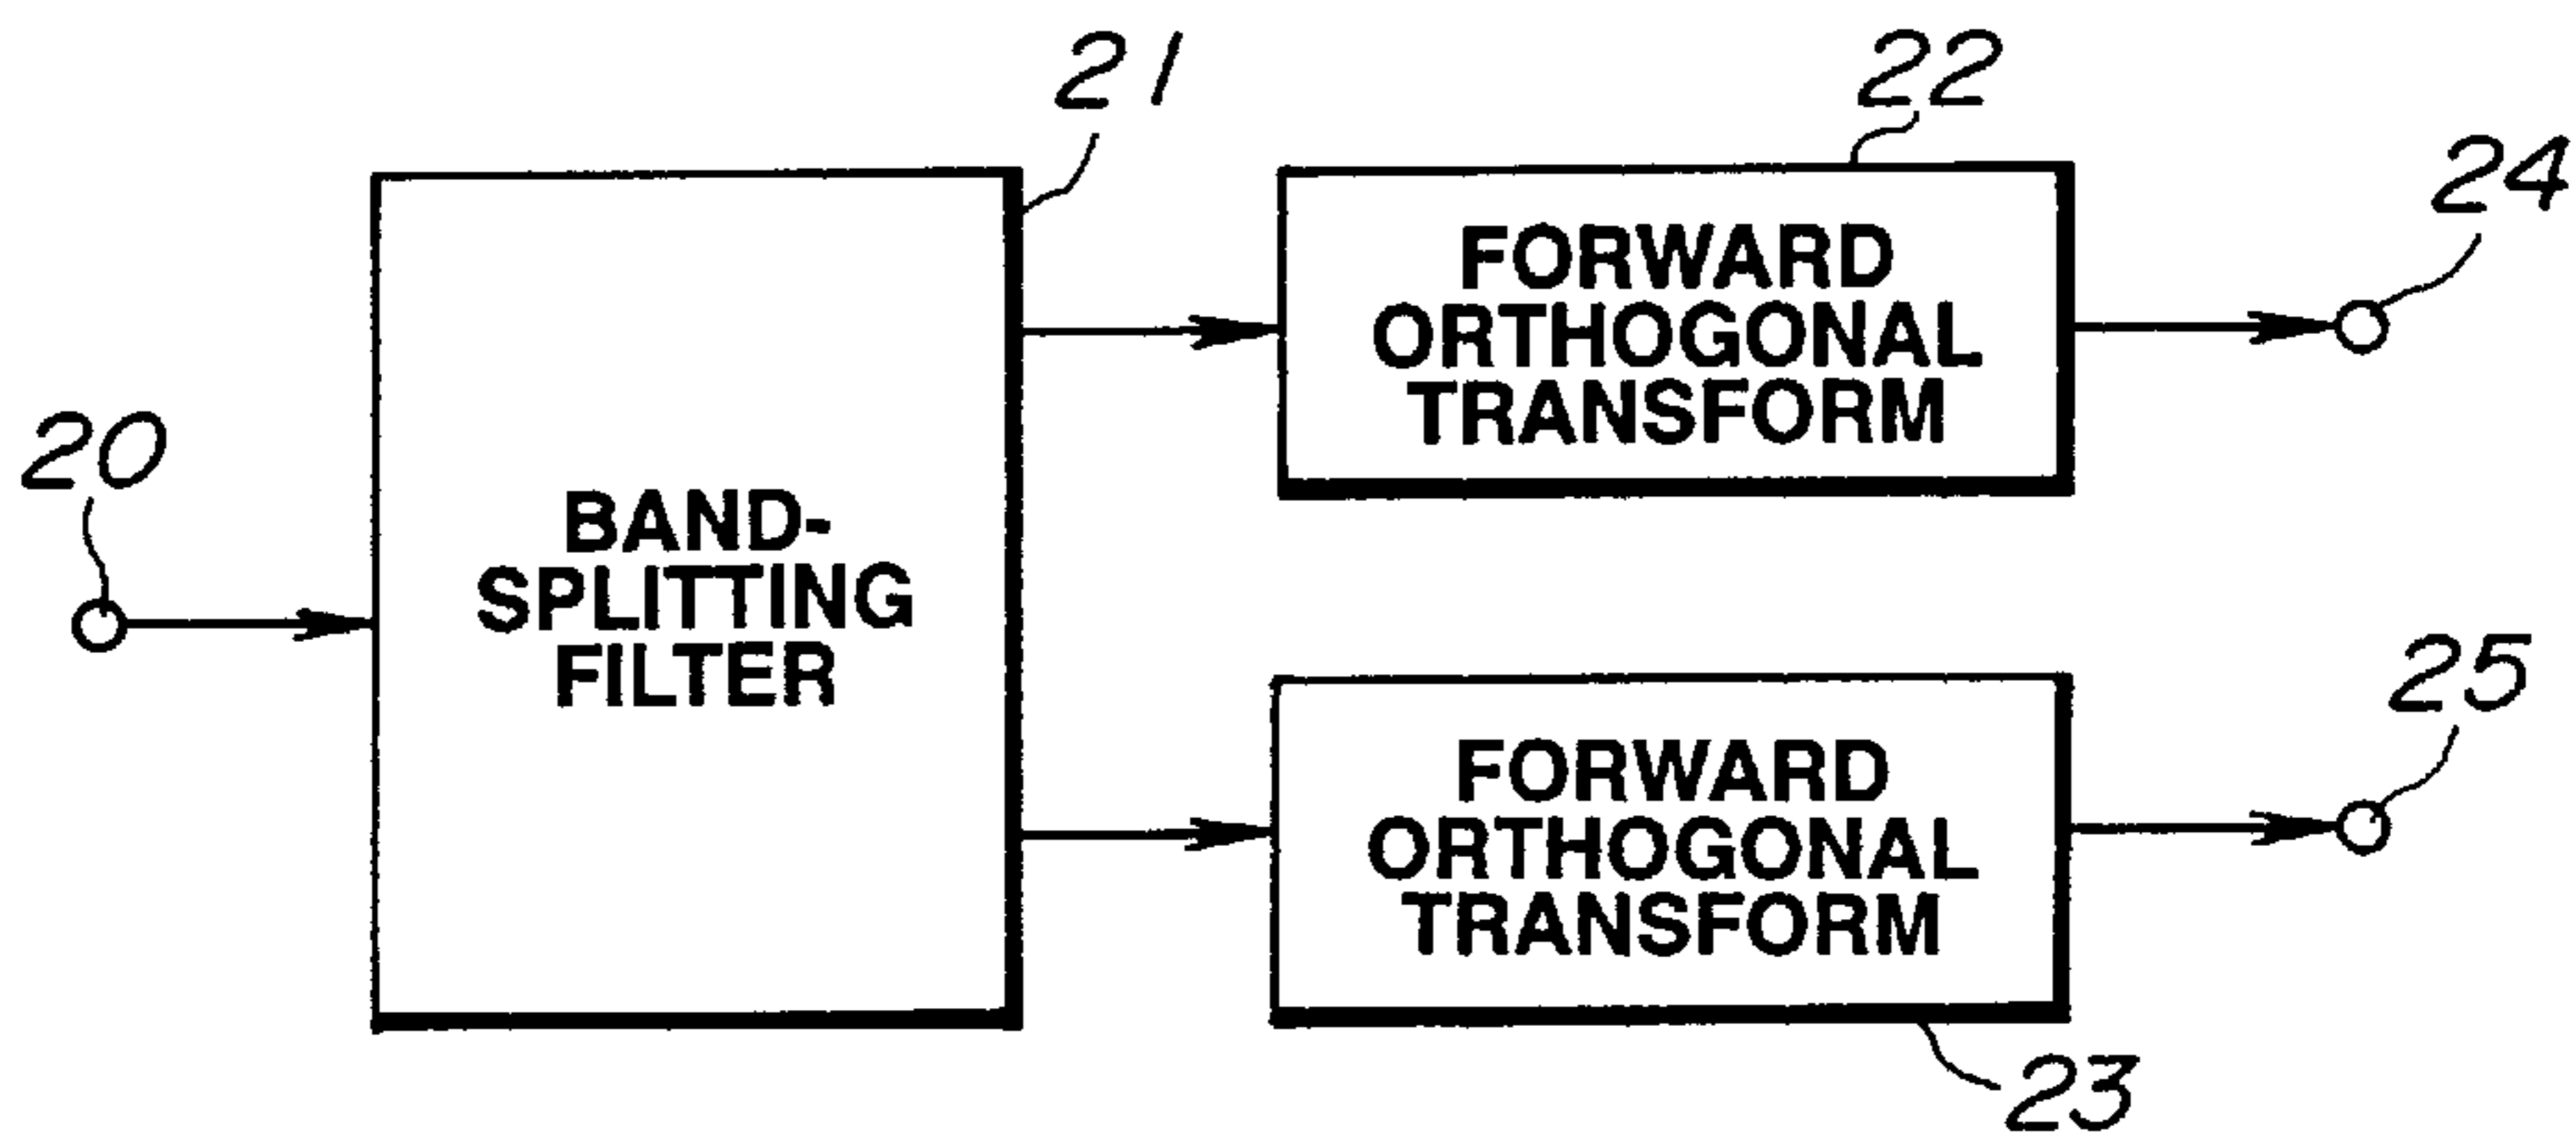 21
22
24
20
BAND-
SPLITTING
FILTER
FORWARD
ORTHOGONAL
TRANSFORM
25
FORWARD
ORTHOGONAL
TRANSFORM
23